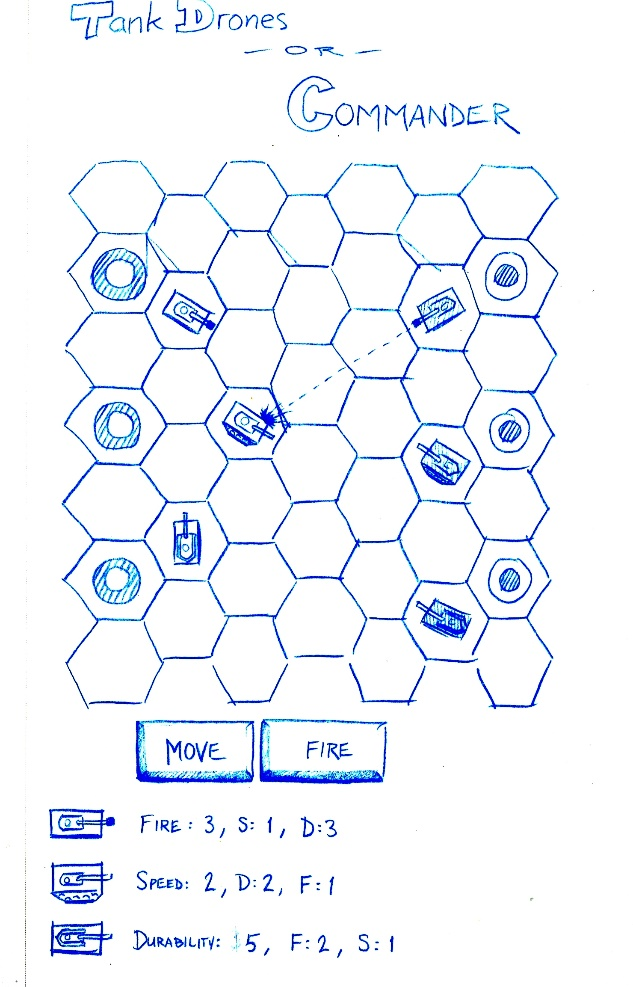 Tank Drones
- OR -
COMMANDER
MOVE
FIRE
FIRE: 3, S: 1, D:3
SPEED: 2, D:2, F:1
DURABILITY: 5, F:2, S:1